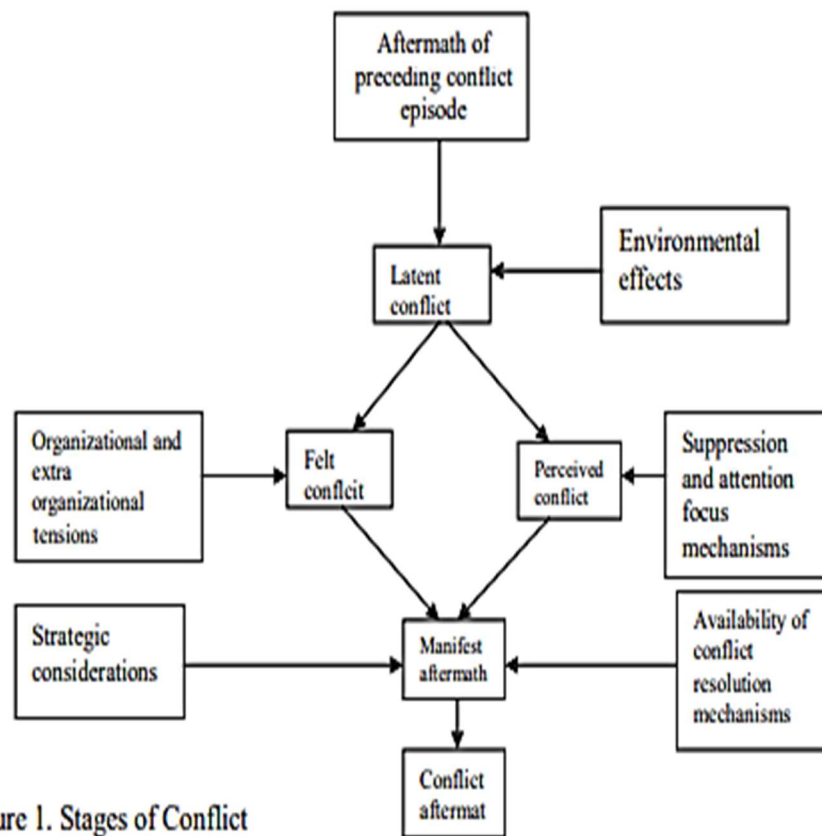 Aftermath of
preceding conflict
episode
Environmental
effects
Latent
conflict
Organizational and
extra
organizational
tensions
Felt
conflcit
Perceived
conflict
Suppression
and attention
focus
mechanisms
Strategic
considerations
Manifest
aftermath
Availability of
conflict
resolution
mechanisms
Conflict
aftermat
ure 1. Stages of Conflict